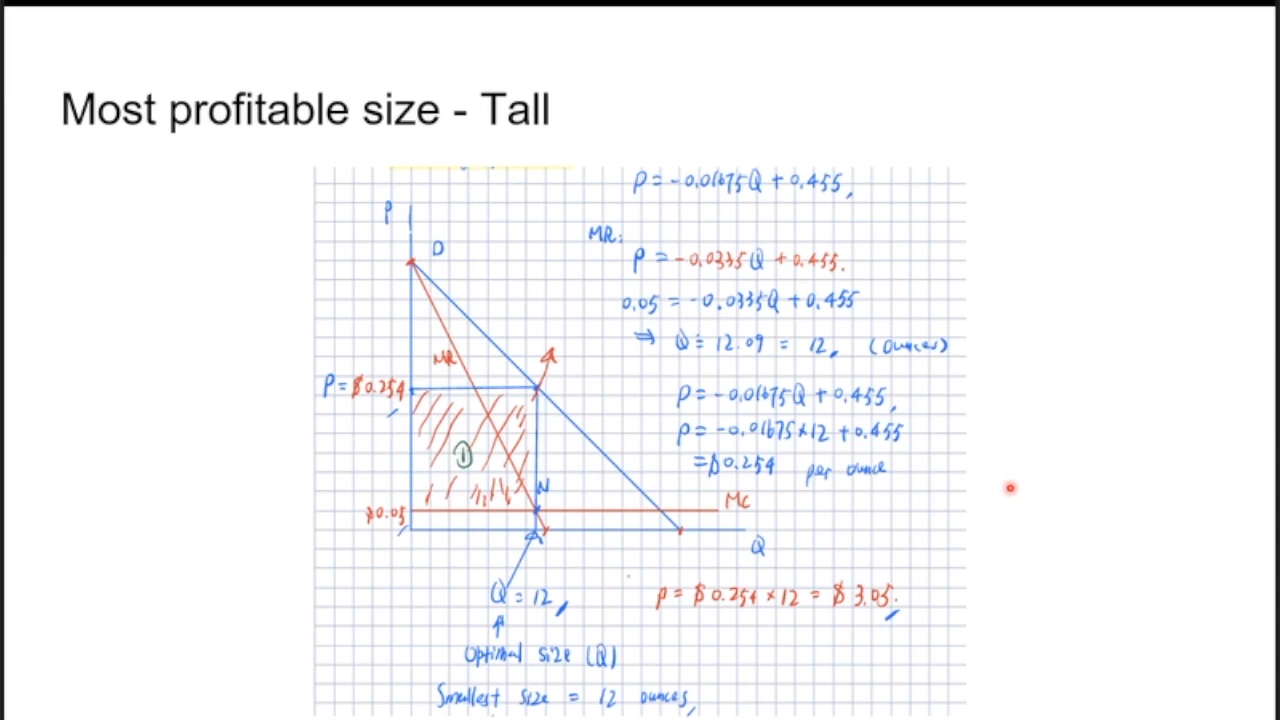 Most profitable size - Tall
P = -0.01675Q + 0.455,
P
MR:
D
P = -0.0335Q + 0.455.
0.05 = -0.0335Q + 0.455
⇒ Q = 12.09 = 12, (ounces)
MR
A
P = $0.254
P = -0.01675Q + 0.455,
P = -0.01675×12 + 0.455
= $0.254 per ounce
①
N
MC
$0.05
Q
Q = 12,
P = $0.254 × 12 = $3.05.
↑
Optimal size (Q)
Smallest size = 12 ounces,